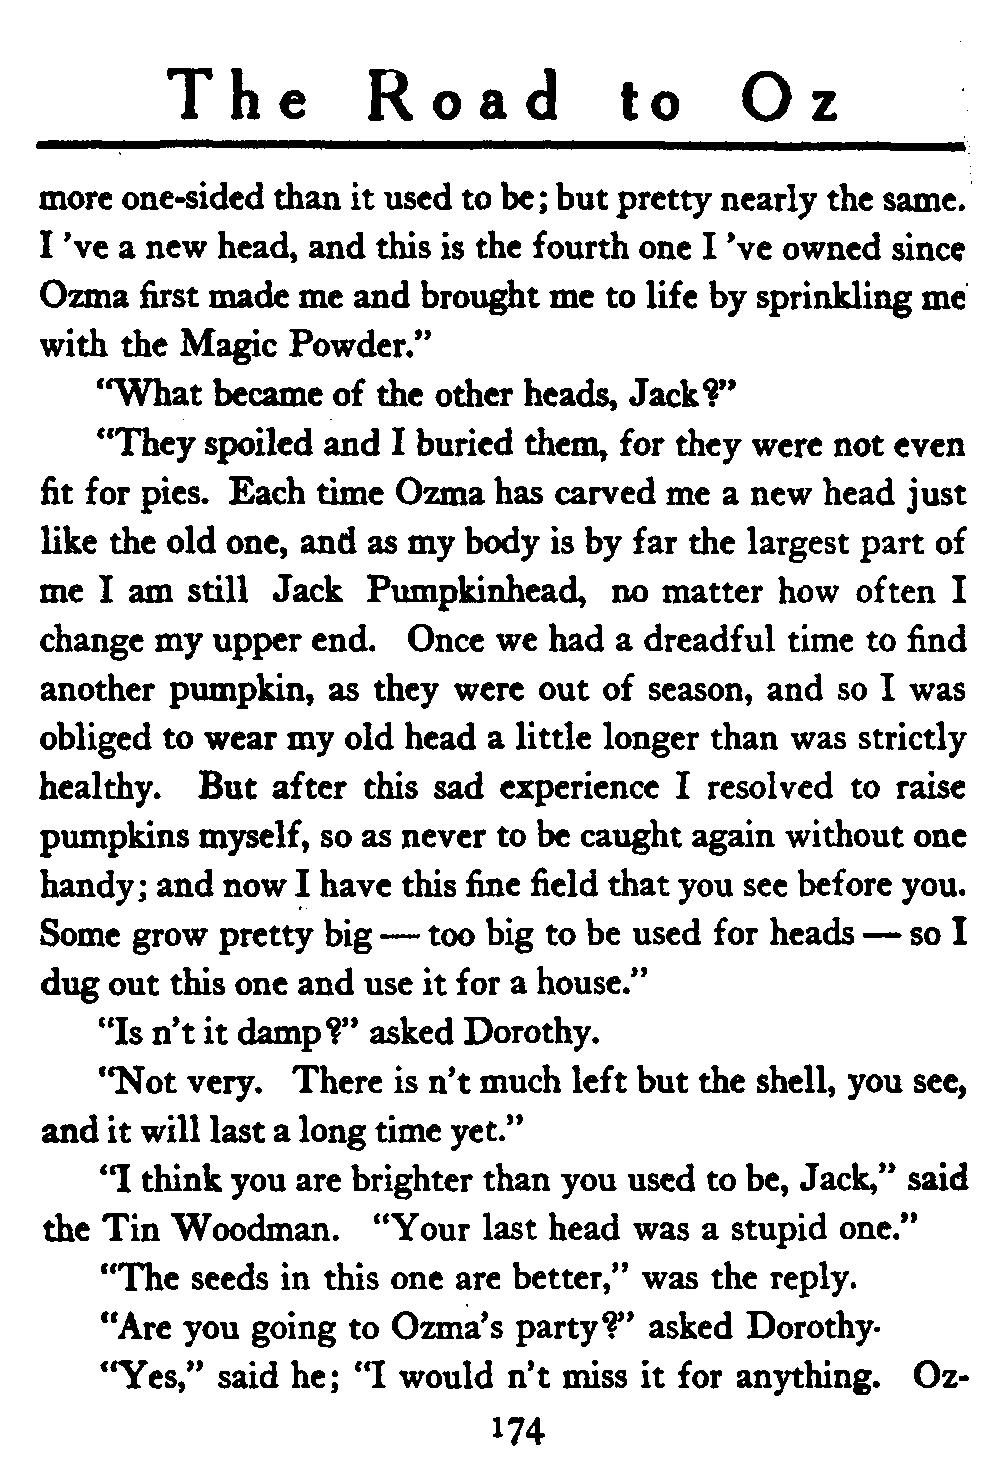 The Road to Oz
more one-sided than it used to be; but pretty nearly the same.
I 've a new head, and this is the fourth one I 've owned since
Ozma first made me and brought me to life by sprinkling me
with the Magic Powder.”
“What became of the other heads, Jack?”
“They spoiled and I buried them, for they were not even
fit for pies. Each time Ozma has carved me a new head just
like the old one, and as my body is by far the largest part of
me I am still Jack Pumpkinhead, no matter how often I
change my upper end. Once we had a dreadful time to find
another pumpkin, as they were out of season, and so I was
obliged to wear my old head a little longer than was strictly
healthy. But after this sad experience I resolved to raise
pumpkins myself, so as never to be caught again without one
handy; and now I have this fine field that you see before you.
Some grow pretty big — too big to be used for heads — so I
dug out this one and use it for a house.”
“Is n't it damp?” asked Dorothy.
“Not very. There is n't much left but the shell, you see,
and it will last a long time yet.”
“I think you are brighter than you used to be, Jack,” said
the Tin Woodman. “Your last head was a stupid one.”
“The seeds in this one are better,” was the reply.
“Are you going to Ozma's party?” asked Dorothy.
“Yes,” said he; “I would n't miss it for anything. Oz-
174